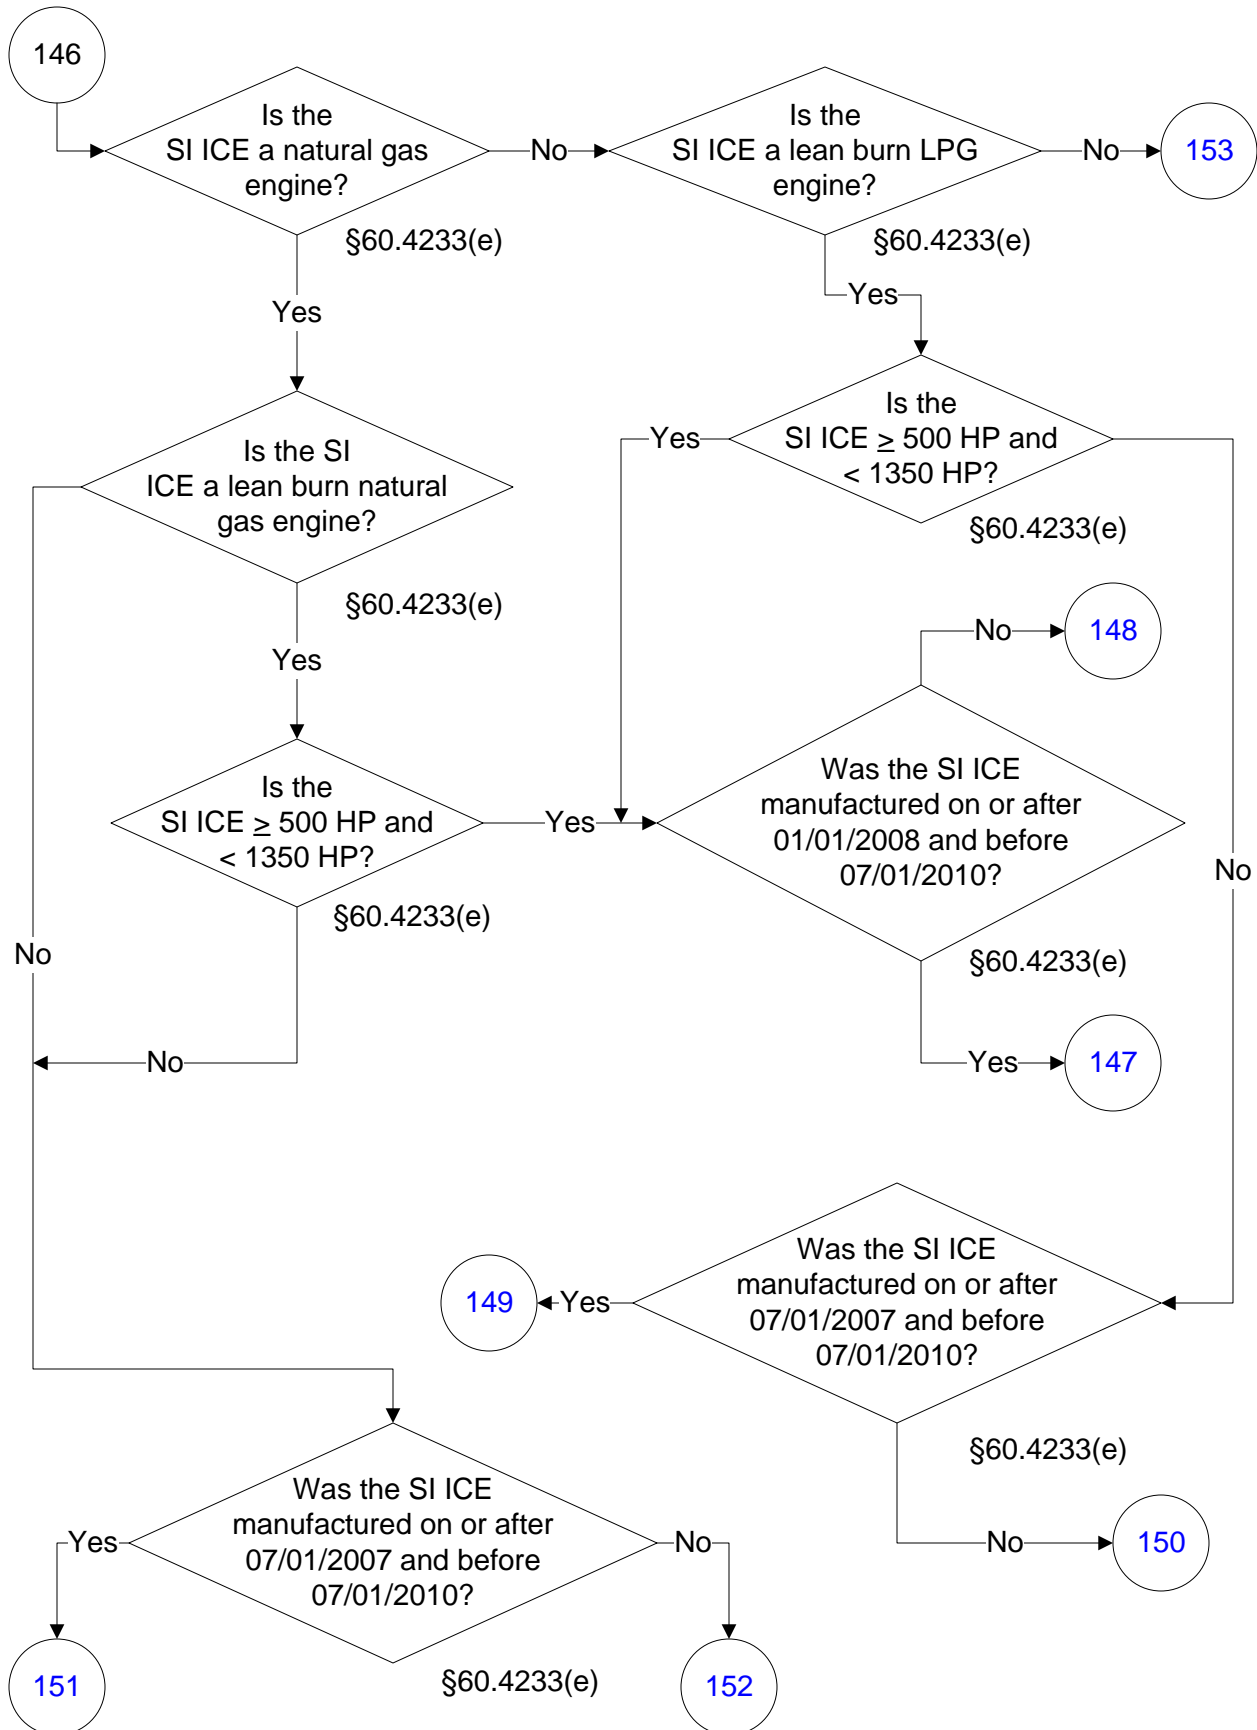 146
Is the
SI ICE a natural gas
engine?
No
Is the
SI ICE a lean burn LPG
engine?
No
153
§60.4233(e)
§60.4233(e)
Yes
Yes
Is the
SI ICE ≥ 500 HP and
< 1350 HP?
Yes
§60.4233(e)
Is the SI
ICE a lean burn natural
gas engine?
§60.4233(e)
No
148
Yes
Is the
SI ICE ≥ 500 HP and
< 1350 HP?
Yes
Was the SI ICE
manufactured on or after
01/01/2008 and before
07/01/2010?
No
§60.4233(e)
No
§60.4233(e)
No
Yes
147
Was the SI ICE
manufactured on or after
07/01/2007 and before
07/01/2010?
149
Yes
§60.4233(e)
No
150
Was the SI ICE
manufactured on or after
07/01/2007 and before
07/01/2010?
Yes
No
§60.4233(e)
151
152